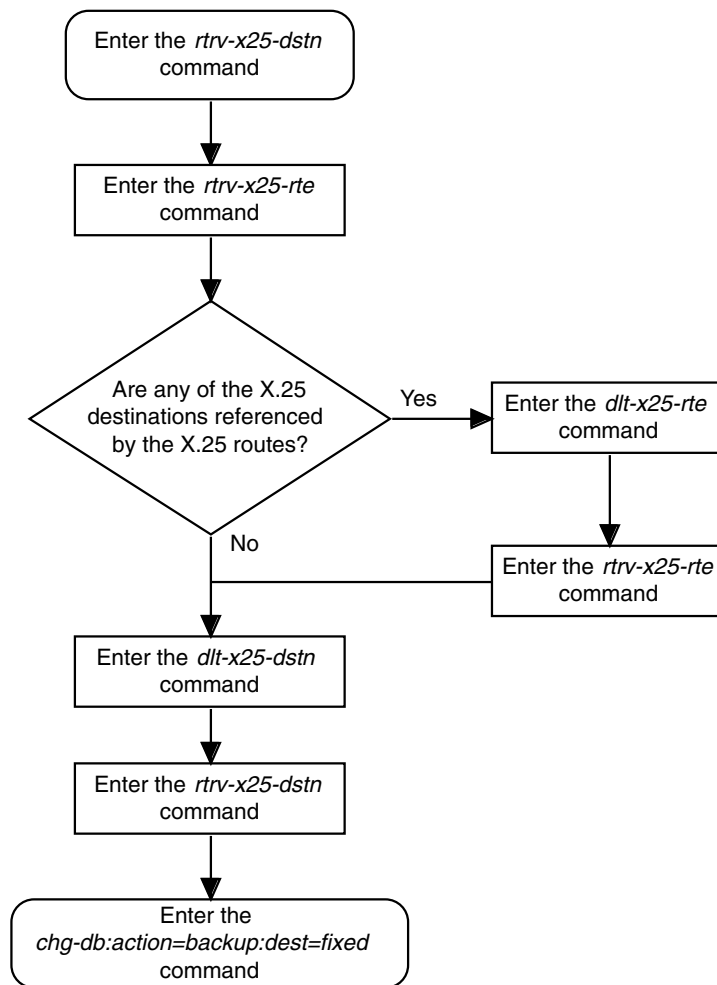 Enter the rtrv-x25-dstn
command
Enter the rtrv-x25-rte
command
Are any of the X.25
destinations referenced
by the X.25 routes?
Yes
Enter the dlt-x25-rte
command
Enter the rtrv-x25-rte
command
No
Enter the dlt-x25-dstn
command
Enter the rtrv-x25-dstn
command
Enter the
chg-db:action=backup:dest=fixed
command